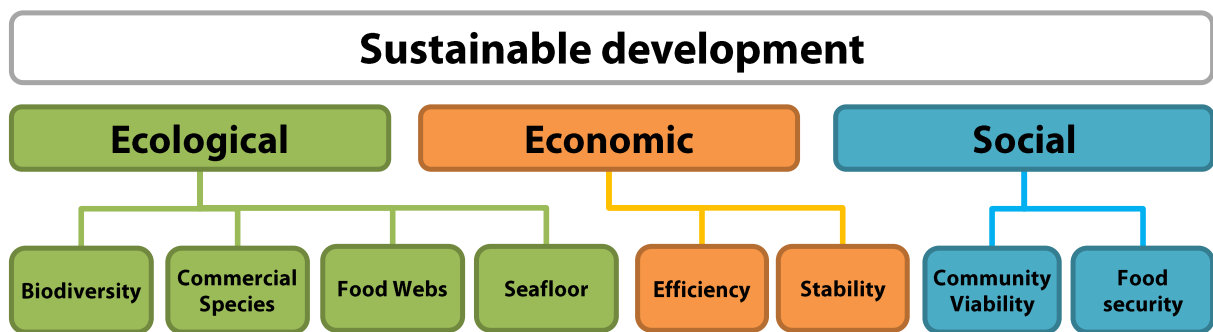 Sustainable development
Ecological
Economic
Social
Biodiversity
Commercial
Species
Food Webs
Seafloor
Efficiency
Stability
Community
Viability
Food
security